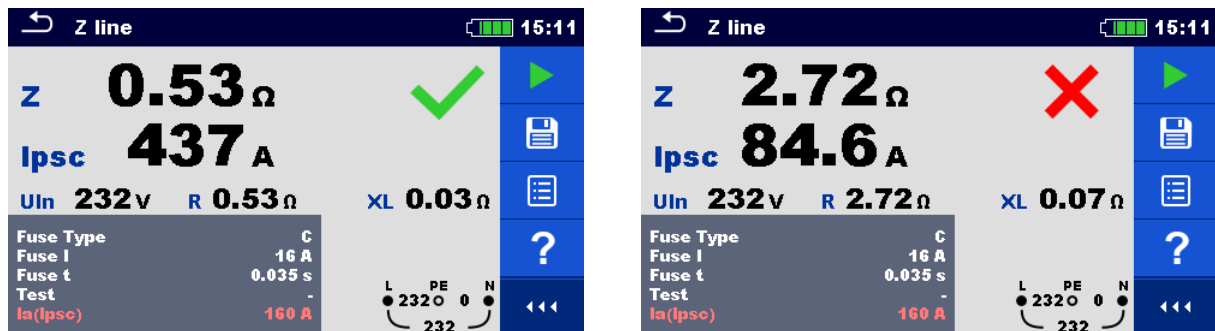 Z line 15:11
Z 0.53 Ω
Ipsc 437 A
Uln 232 V R 0.53 Ω XL 0.03 Ω
Fuse Type C
Fuse I 16 A
Fuse t 0.035 s
Test -
Ia(Ipsc) 160 A
L PE N
232 0
232
?
Z line 15:11
Z 2.72 Ω
Ipsc 84.6 A
Uln 232 V R 2.72 Ω XL 0.07 Ω
Fuse Type C
Fuse I 16 A
Fuse t 0.035 s
Test -
Ia(Ipsc) 160 A
L PE N
232 0
232
?